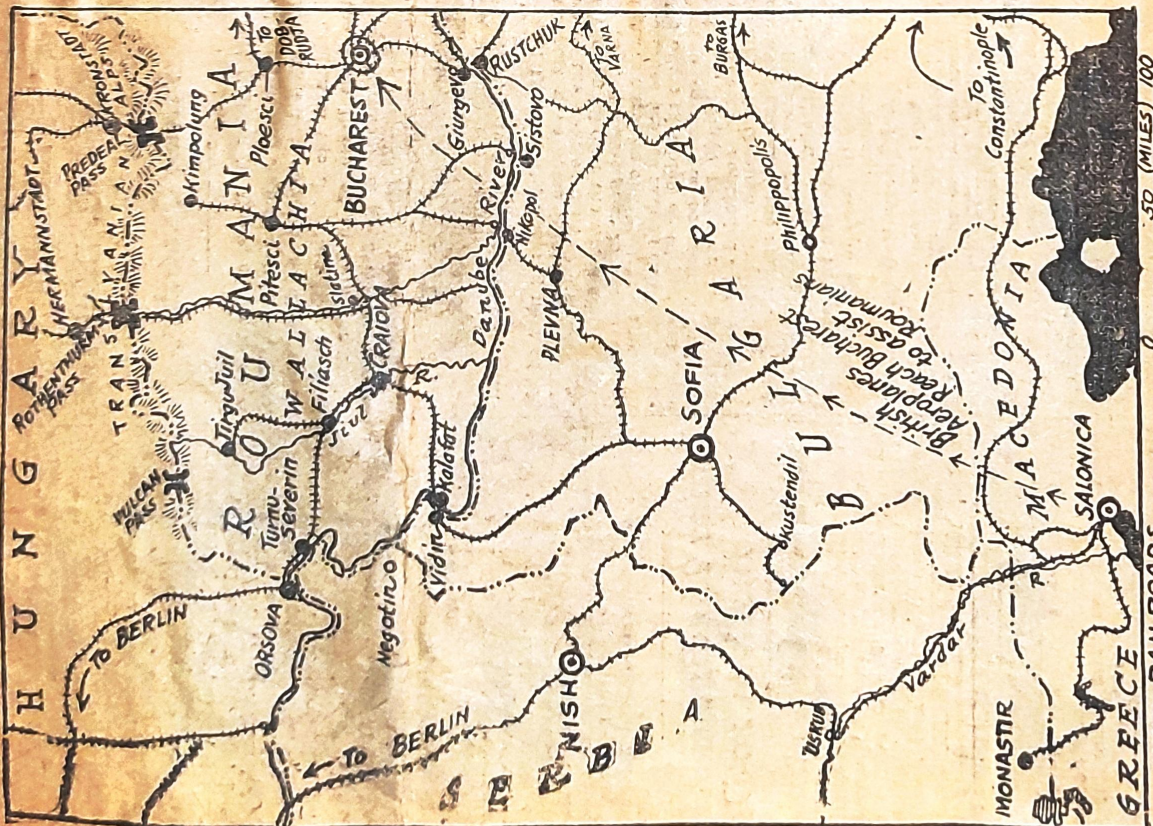 HUNGARY
TO BERLIN
VULCAN PASS
ROTHENTHURM PASS
HERMANNSTADT
PREDEAL PASS
KRONSTADT
TRANSYLVANIAN ALPS
ROUMANIA
WALLACHIA
ORSOVA
Turnu-Severin
Tirgu Juil
Filiasch
Jiul
R.
CRAIOVA
Slatina
Pitesci
Kimpolung
Ploesci
TO DOBRUDJA
BUCHAREST
Giurgevo
RUSTCHUK
Negotin
Vidin
Kalafat
Danube River
Nikopol
Sistovo
TO VARNA
PLEVNA
TO BERLIN
NISH
SERBIA
SOFIA
BULGARIA
TO BURGAS
Philippopolis
Kustendil
British
Aeroplanes
Reach Bucharest
to assist
Roumanians
USKUB
Vardar
R.
MACEDONIA
To Constantinople
MONASTIR
SALONICA
GREECE
RAILROADS
0 50 (MILES) 100